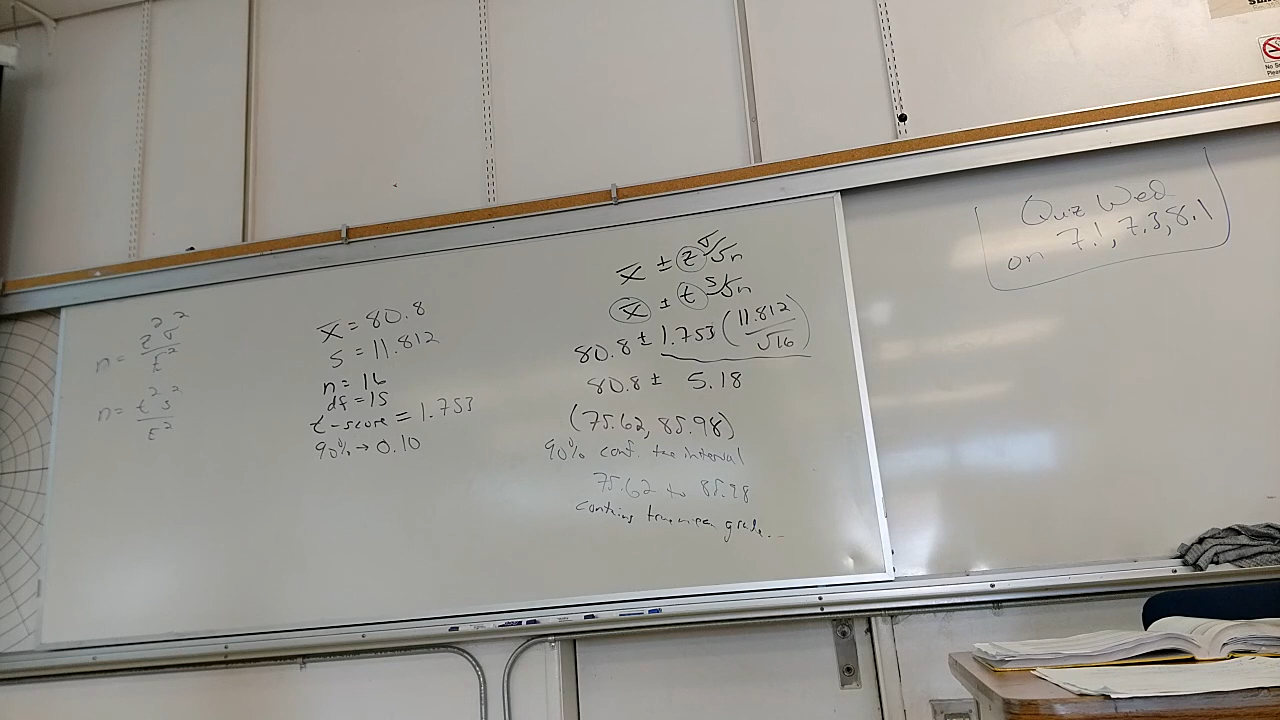 n = z²σ² / E²
n = t²s² / E²
x̄ = 80.8
s = 11.812
n = 16
df = 15
t-score = 1.753
90% → 0.10
x̄ ± z σ/√n
x̄ ± t s/√n
80.8 ± 1.753 (11.812 / √16)
80.8 ± 5.18
(75.62, 85.98)
90% conf. the interval
75.62 to 85.98
contains true mean grade...
Quiz Wed
on 7.1, 7.3, 8.1